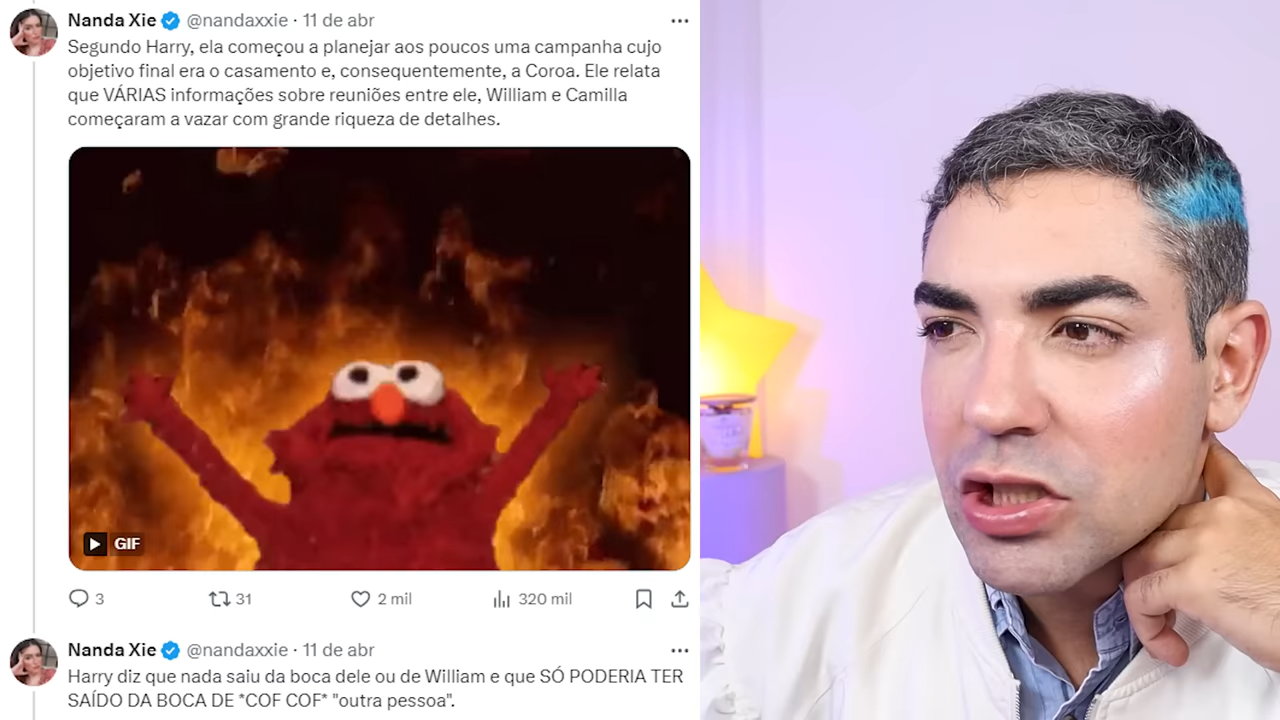 Nanda Xie @nandaxxie · 11 de abr
Segundo Harry, ela começou a planejar aos poucos uma campanha cujo
objetivo final era o casamento e, consequentemente, a Coroa. Ele relata
que VÁRIAS informações sobre reuniões entre ele, William e Camilla
começaram a vazar com grande riqueza de detalhes.
GIF
3 31 2 mil 320 mil
Nanda Xie @nandaxxie · 11 de abr
Harry diz que nada saiu da boca dele ou de William e que SÓ PODERIA TER
SAÍDO DA BOCA DE *COF COF* "outra pessoa".